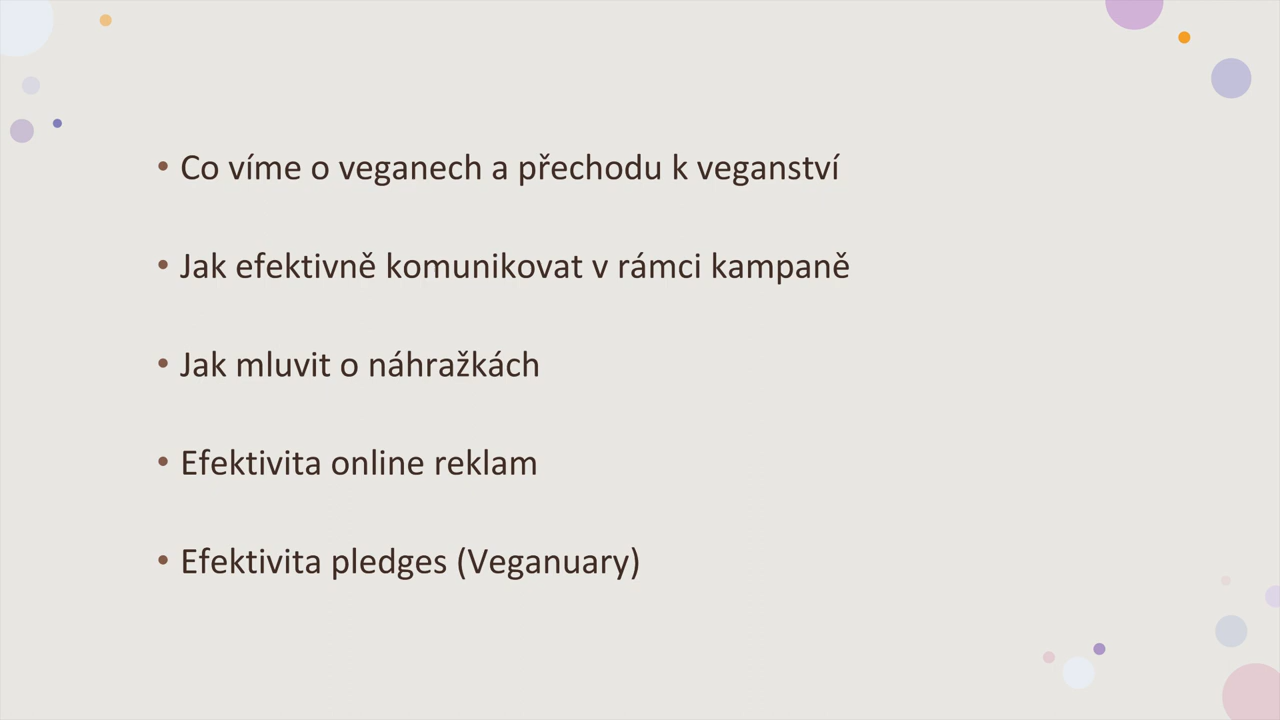 • Co víme o veganech a přechodu k veganství
• Jak efektivně komunikovat v rámci kampaně
• Jak mluvit o náhražkách
• Efektivita online reklam
• Efektivita pledges (Veganuary)